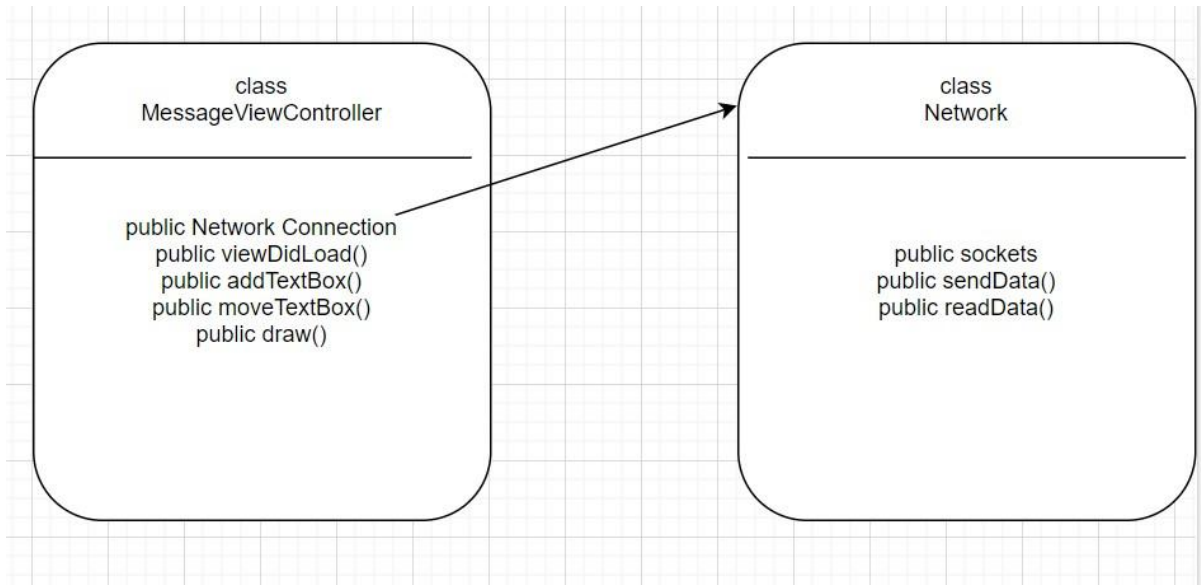 class
MessageViewController
public Network Connection
public viewDidLoad()
public addTextBox()
public moveTextBox()
public draw()
class
Network
public sockets
public sendData()
public readData()